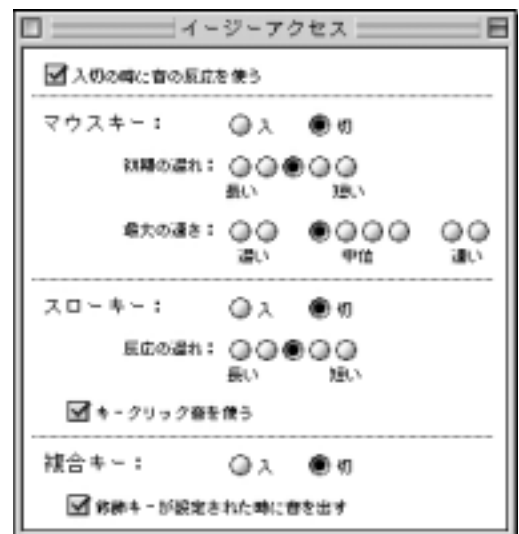 イージーアクセス
入切の時に音の反応を使う
マウスキー： 入 切
初期の遅れ：
長い 短い
最大の速さ：
遅い 中位 速い
スローキー： 入 切
反応の遅れ：
長い 短い
キークリック音を使う
複合キー： 入 切
修飾キーが設定された時に音を出す